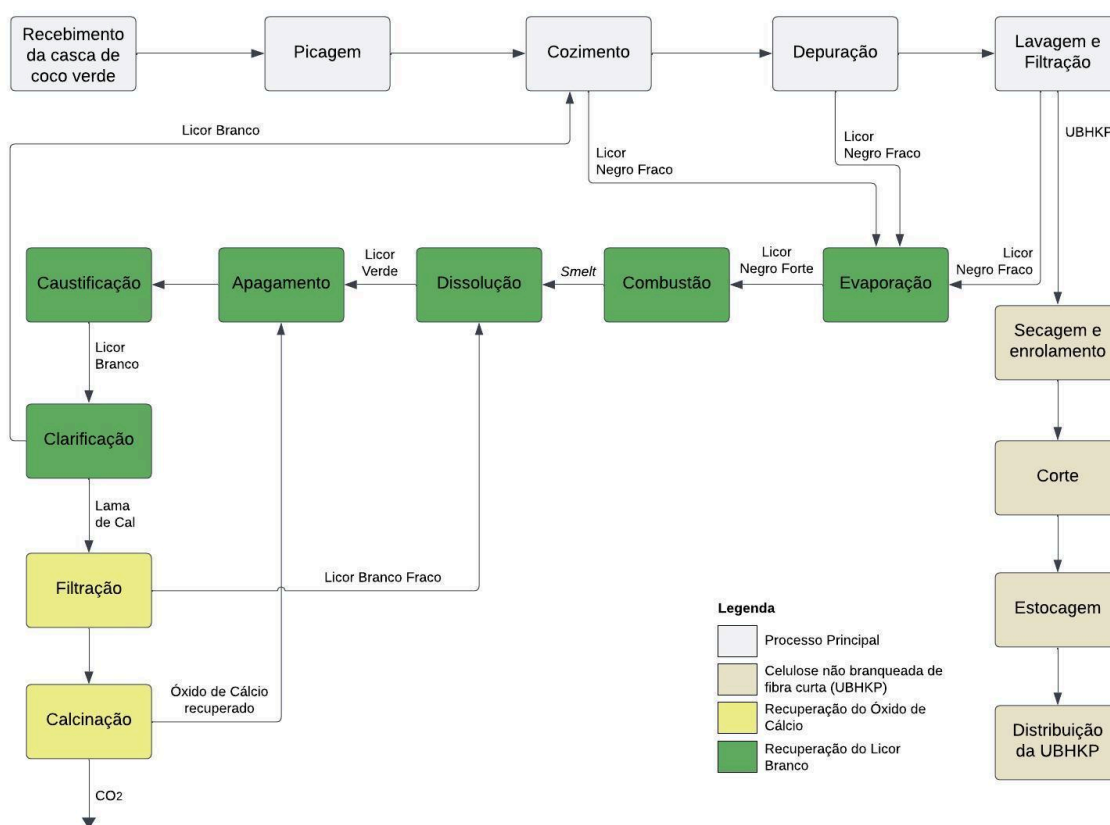 Recebimento
da casca de
coco verde
Picagem
Cozimento
Depuração
Lavagem e
Filtração
Licor Branco
Licor
Negro Fraco
Licor
Negro Fraco
UBHKP
Licor
Negro Fraco
Caustificação
Apagamento
Licor
Verde
Dissolução
Smelt
Combustão
Licor
Negro Forte
Evaporação
Licor
Branco
Secagem e
enrolamento
Clarificação
Corte
Lama
de Cal
Filtração
Licor Branco Fraco
Estocagem
Calcinação
Óxido de Cálcio
recuperado
Distribuição
da UBHKP
CO2
Legenda
Processo Principal
Celulose não branqueada de
fibra curta (UBHKP)
Recuperação do Óxido de
Cálcio
Recuperação do Licor
Branco